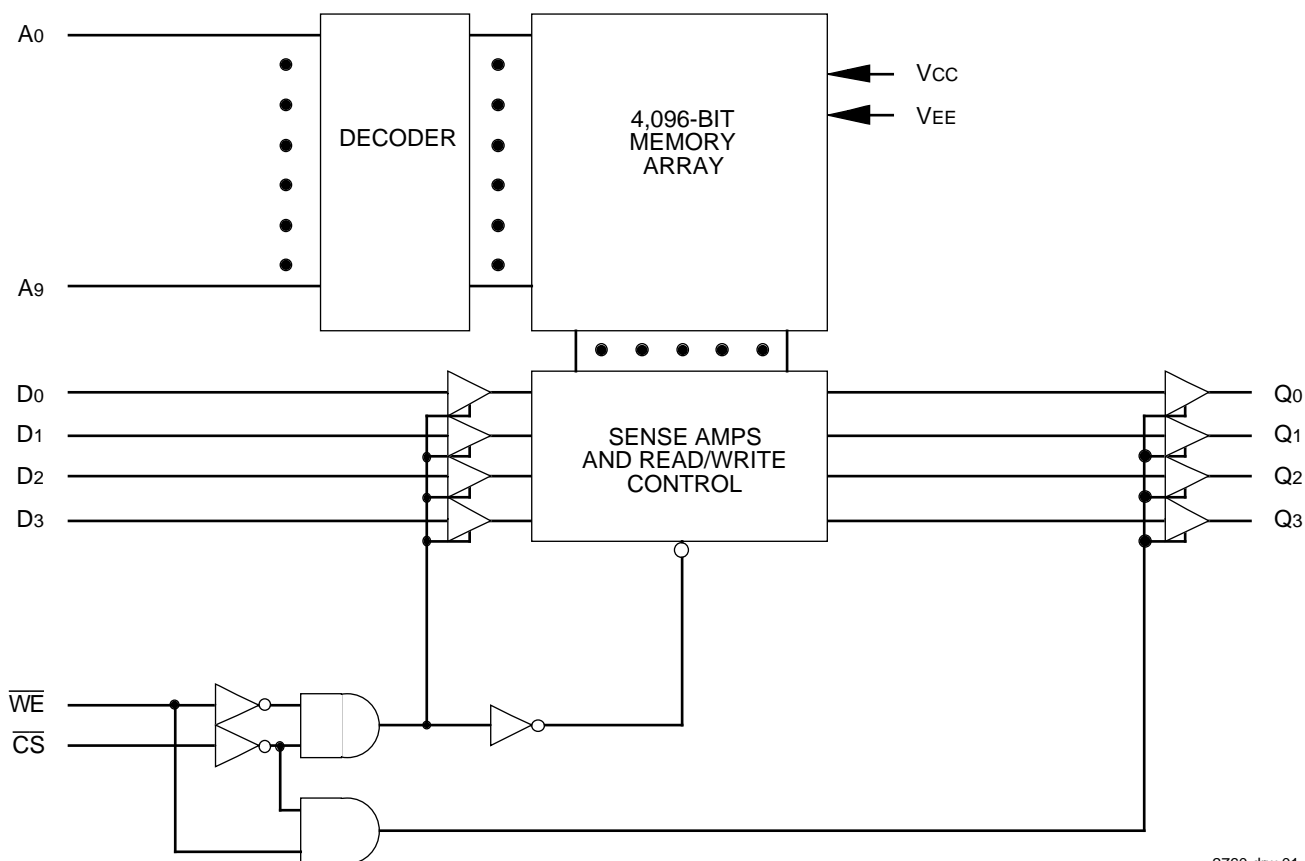 A0
VCC
DECODER
4,096-BIT
MEMORY
ARRAY
VEE
A9
D0
D1
D2
D3
SENSE AMPS
AND READ/WRITE
CONTROL
Q0
Q1
Q2
Q3
WE
CS